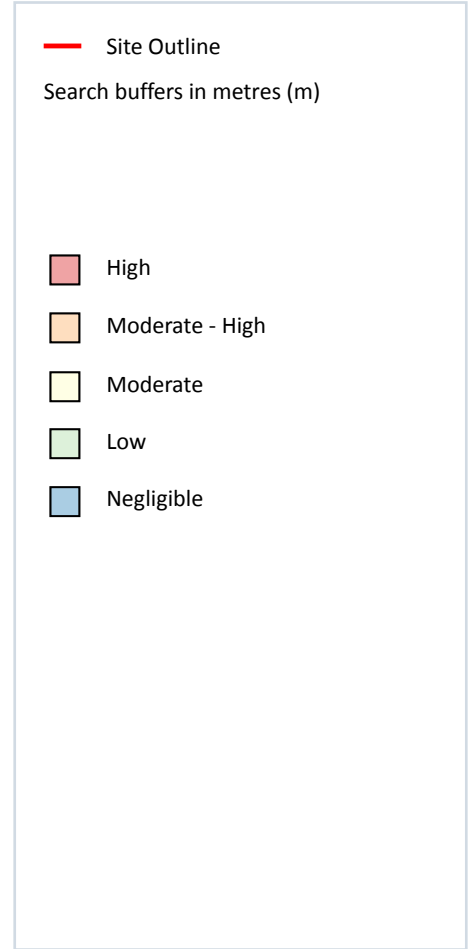 Site Outline
Search buffers in metres (m)
High
Moderate - High
Moderate
Low
Negligible